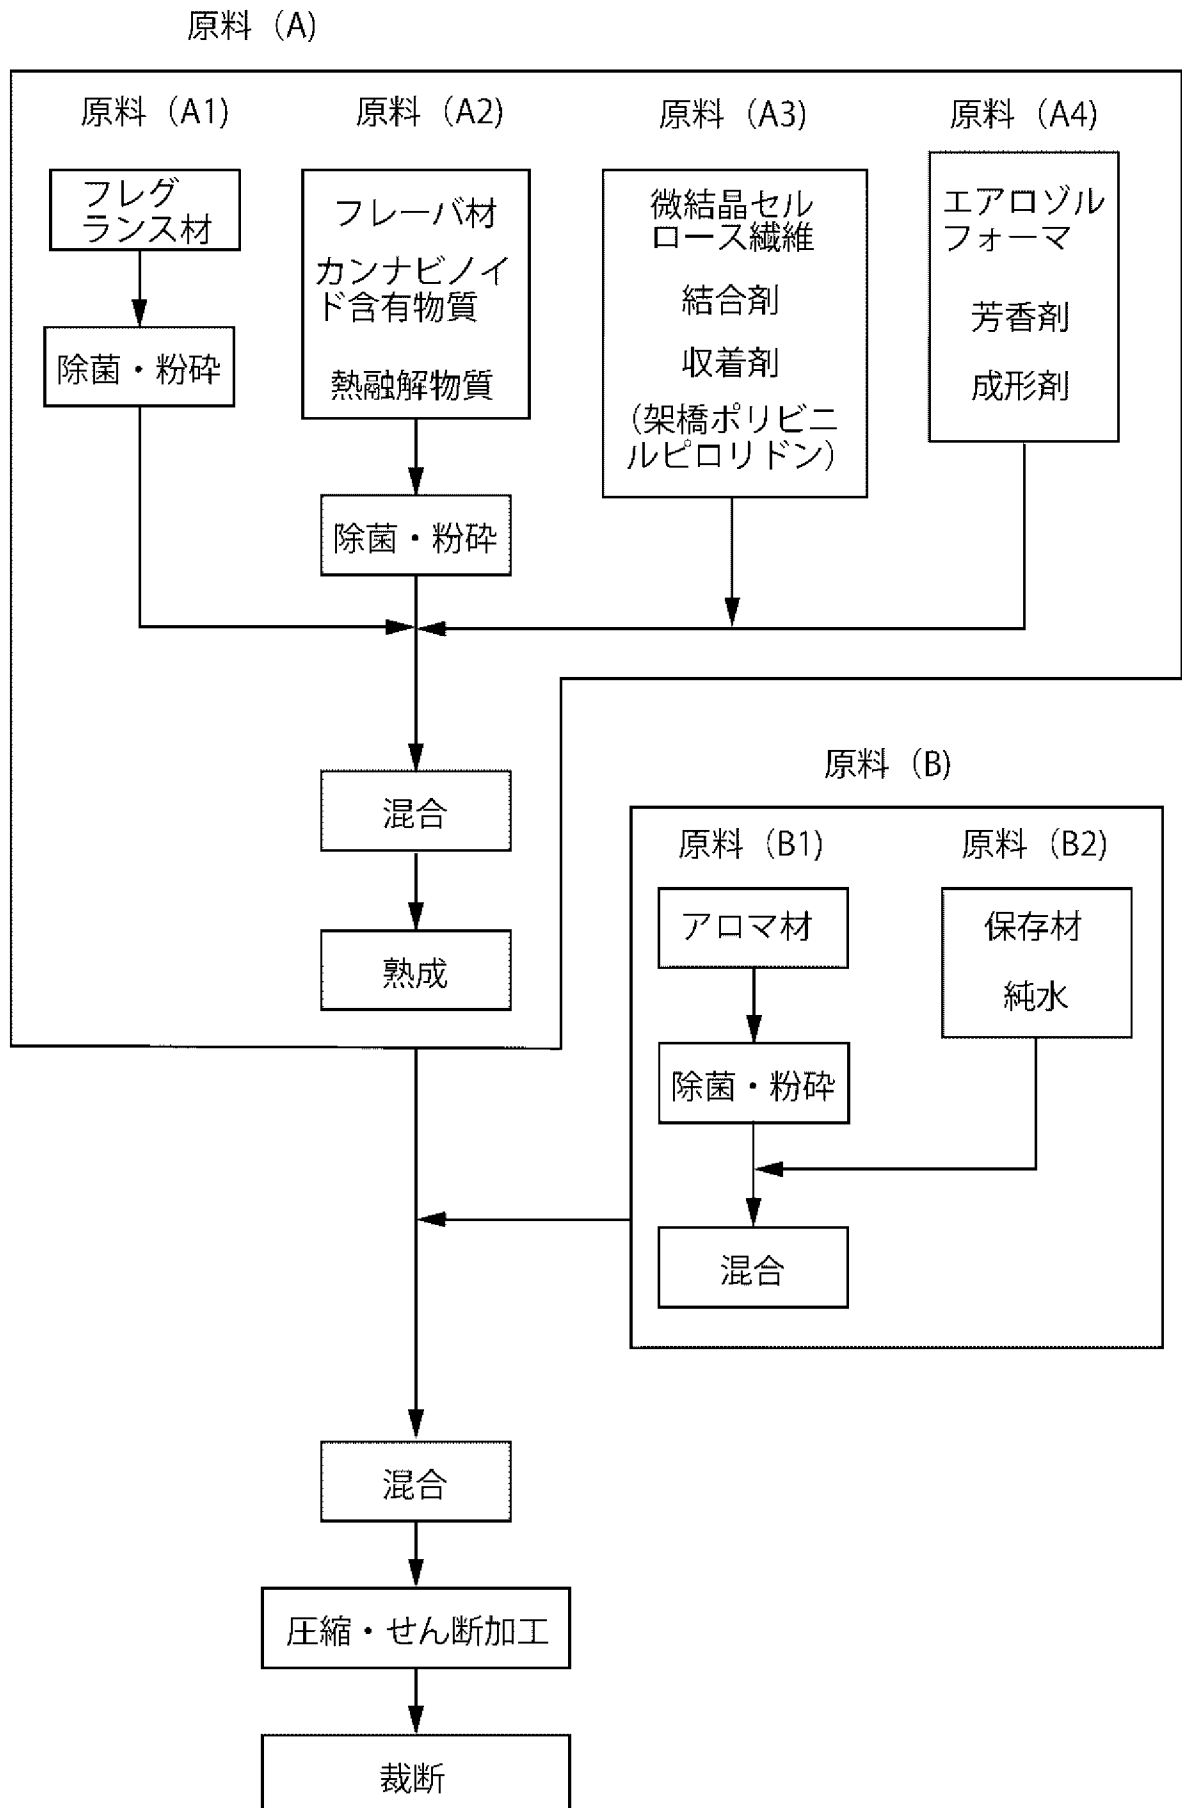 原料（A）
原料（A1）
フレグ
ランス材
除菌・粉砕
原料（A2）
フレーバ材
カンナビノイ
ド含有物質
熱融解物質
除菌・粉砕
原料（A3）
微結晶セル
ロース繊維
結合剤
収着剤
（架橋ポリビニ
ルピロリドン）
原料（A4）
エアロゾル
フォーマ
芳香剤
成形剤
混合
熟成
原料（B）
原料（B1）
アロマ材
除菌・粉砕
原料（B2）
保存材
純水
混合
混合
圧縮・せん断加工
裁断